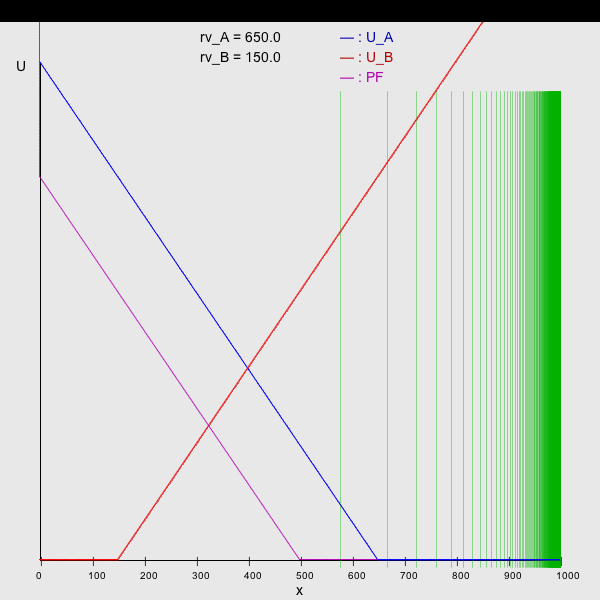 rv_A = 650.0
— : U_A
rv_B = 150.0
— : U_B
— : PF
U
0 100 200 300 400 500 600 700 800 900 1000
x